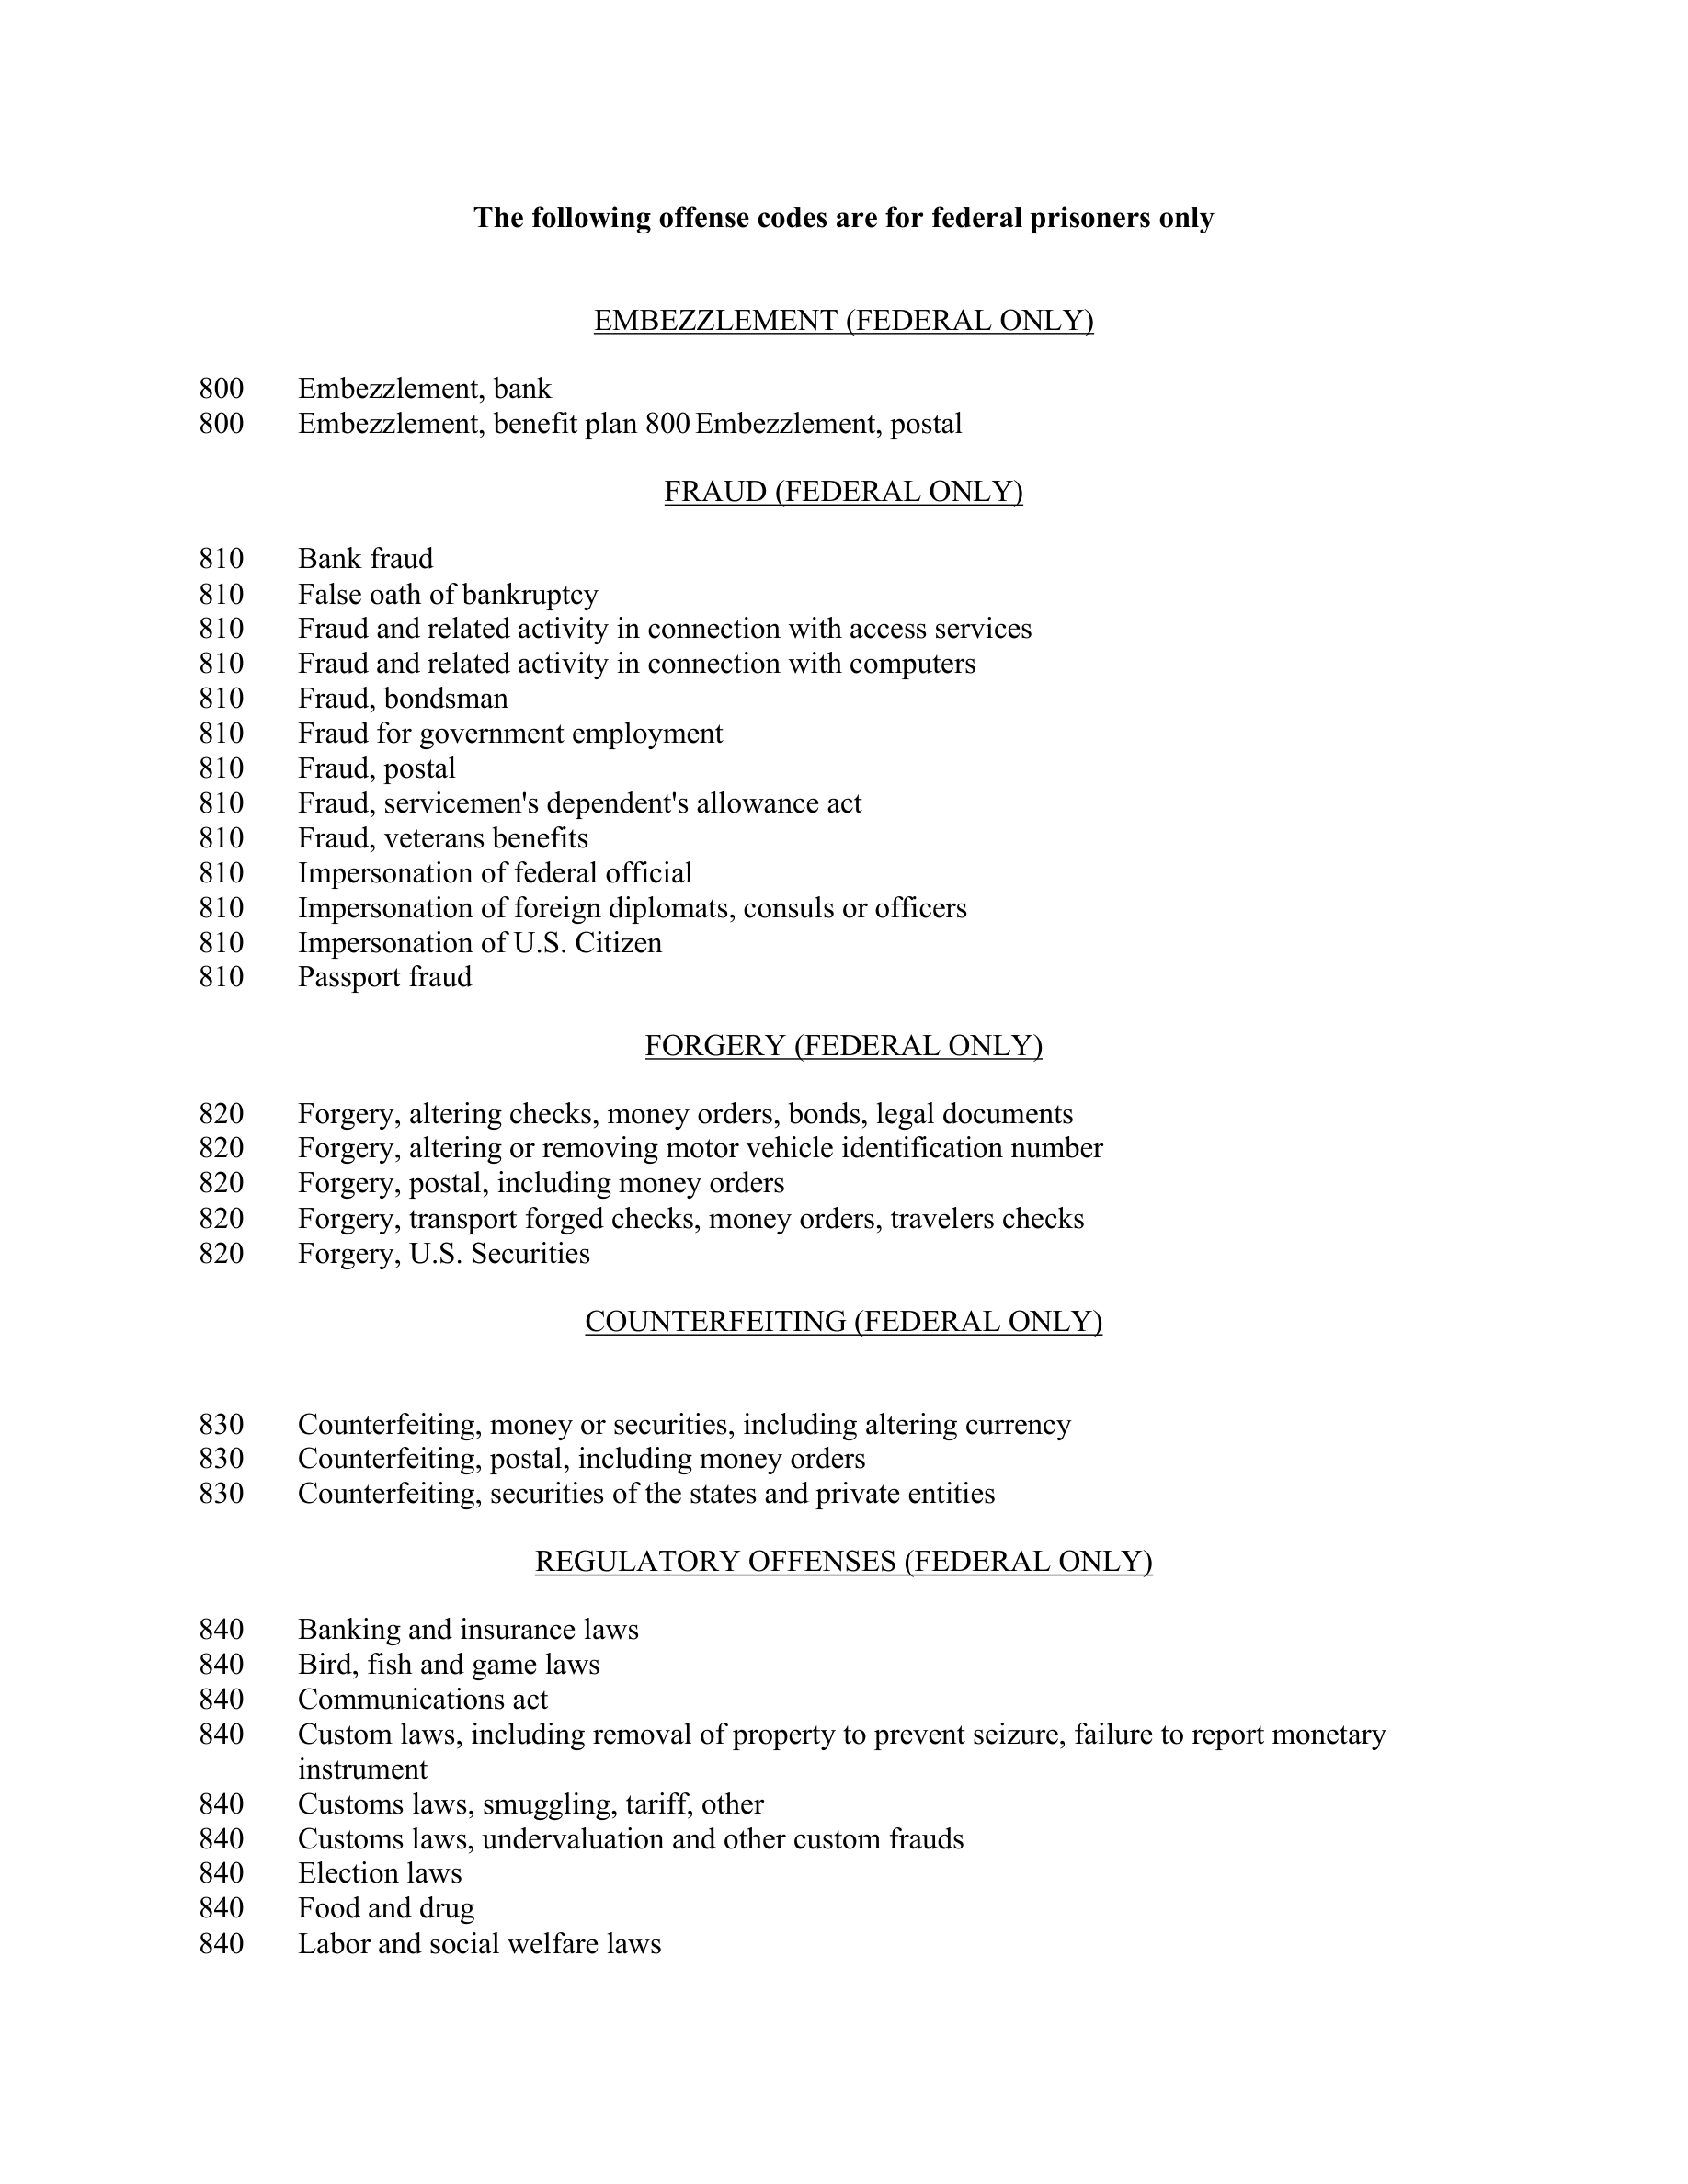 The following offense codes are for federal prisoners only
EMBEZZLEMENT (FEDERAL ONLY)
800 Embezzlement, bank
800 Embezzlement, benefit plan 800 Embezzlement, postal
FRAUD (FEDERAL ONLY)
810 Bank fraud
810 False oath of bankruptcy
810 Fraud and related activity in connection with access services
810 Fraud and related activity in connection with computers
810 Fraud, bondsman
810 Fraud for government employment
810 Fraud, postal
810 Fraud, servicemen's dependent's allowance act
810 Fraud, veterans benefits
810 Impersonation of federal official
810 Impersonation of foreign diplomats, consuls or officers
810 Impersonation of U.S. Citizen
810 Passport fraud
FORGERY (FEDERAL ONLY)
820 Forgery, altering checks, money orders, bonds, legal documents
820 Forgery, altering or removing motor vehicle identification number
820 Forgery, postal, including money orders
820 Forgery, transport forged checks, money orders, travelers checks
820 Forgery, U.S. Securities
COUNTERFEITING (FEDERAL ONLY)
830 Counterfeiting, money or securities, including altering currency
830 Counterfeiting, postal, including money orders
830 Counterfeiting, securities of the states and private entities
REGULATORY OFFENSES (FEDERAL ONLY)
840 Banking and insurance laws
840 Bird, fish and game laws
840 Communications act
840 Custom laws, including removal of property to prevent seizure, failure to report monetary
instrument
840 Customs laws, smuggling, tariff, other
840 Customs laws, undervaluation and other custom frauds
840 Election laws
840 Food and drug
840 Labor and social welfare laws